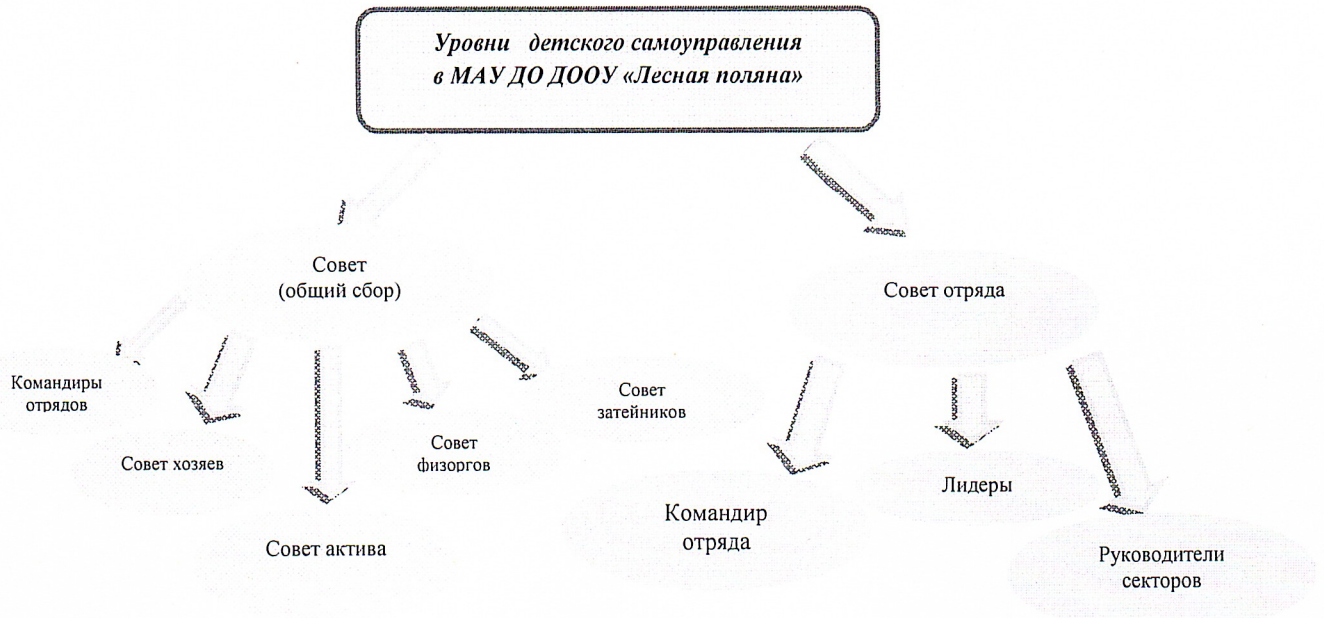 Уровни детского самоуправления
в МАУ ДО ДООУ «Лесная поляна»
Совет
(общий сбор)
Совет отряда
Командиры
отрядов
Совет хозяев
Совет актива
Совет
физоргов
Совет
затейников
Командир
отряда
Лидеры
Руководители
секторов